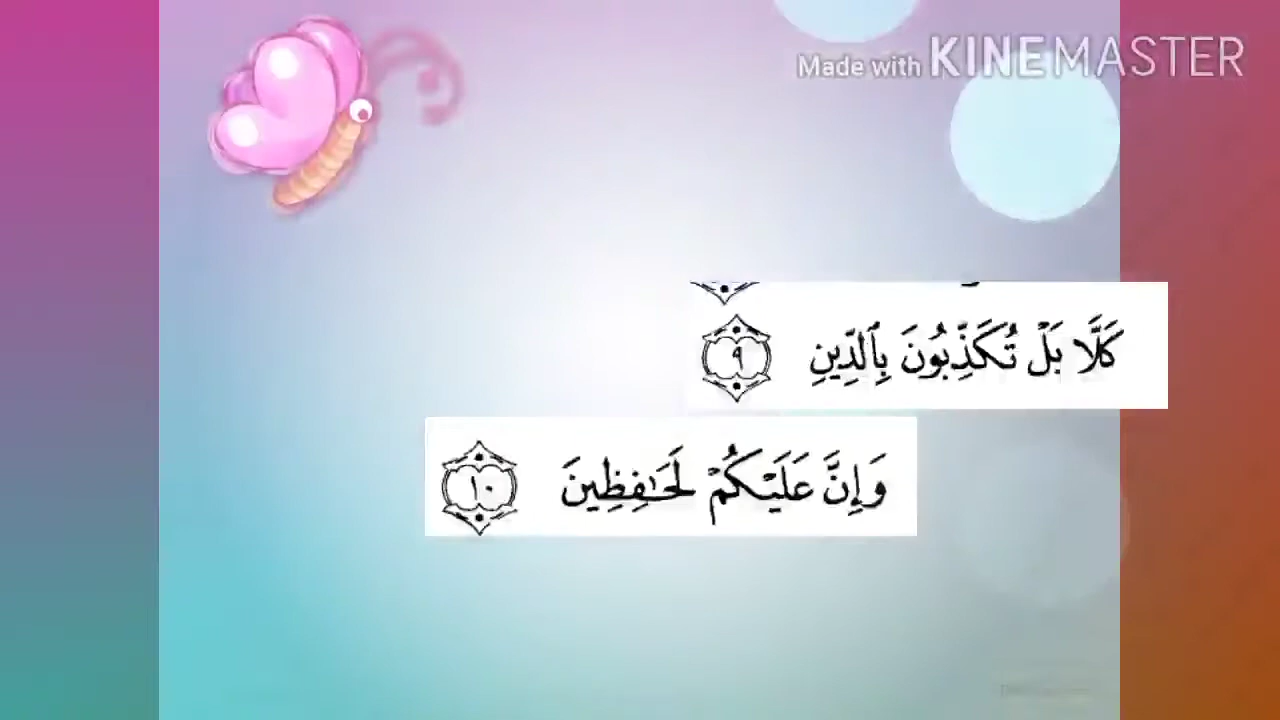 Made with KINEMASTER
كَلَّا بَلْ تُكَذِّبُونَ بِٱلدِّينِ ٩
وَإِنَّ عَلَيْكُمْ لَحَـٰفِظِينَ ١٠